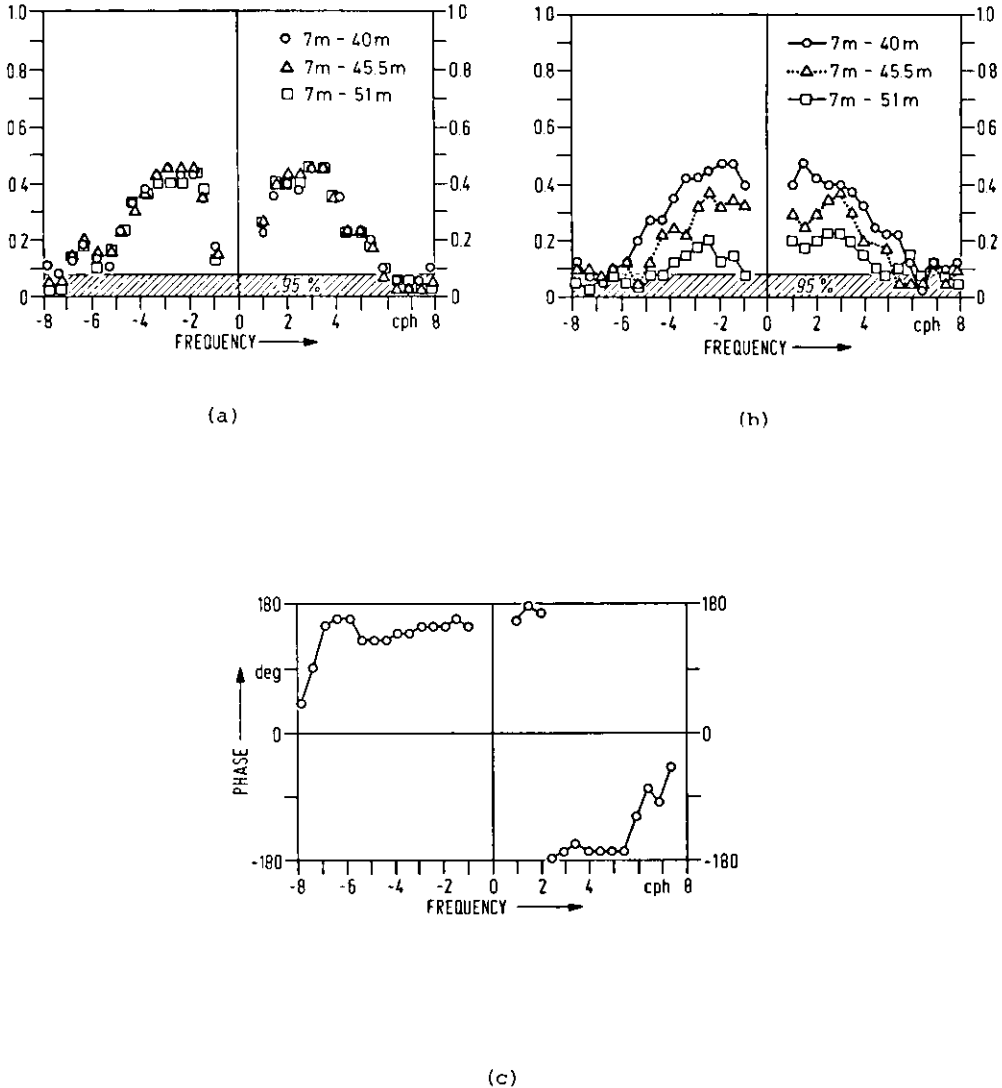 1.0 1.0
0.8 0.8
0.6 0.6
0.4 0.4
0.2 0.2
0 0
95 %
○ 7m - 40m
△ 7m - 45.5m
□ 7m - 51m
-8 -6 -4 -2 0 2 4 cph 8
FREQUENCY
(a)
1.0 1.0
0.8 0.8
0.6 0.6
0.4 0.4
0.2 0.2
0 0
95 %
7m - 40m
7m - 45.5m
7m - 51m
-8 -6 -4 -2 0 2 4 cph 8
FREQUENCY
(b)
180 180
deg
0 0
-180 -180
PHASE
-8 -6 -4 -2 0 2 4 cph 8
FREQUENCY
(c)